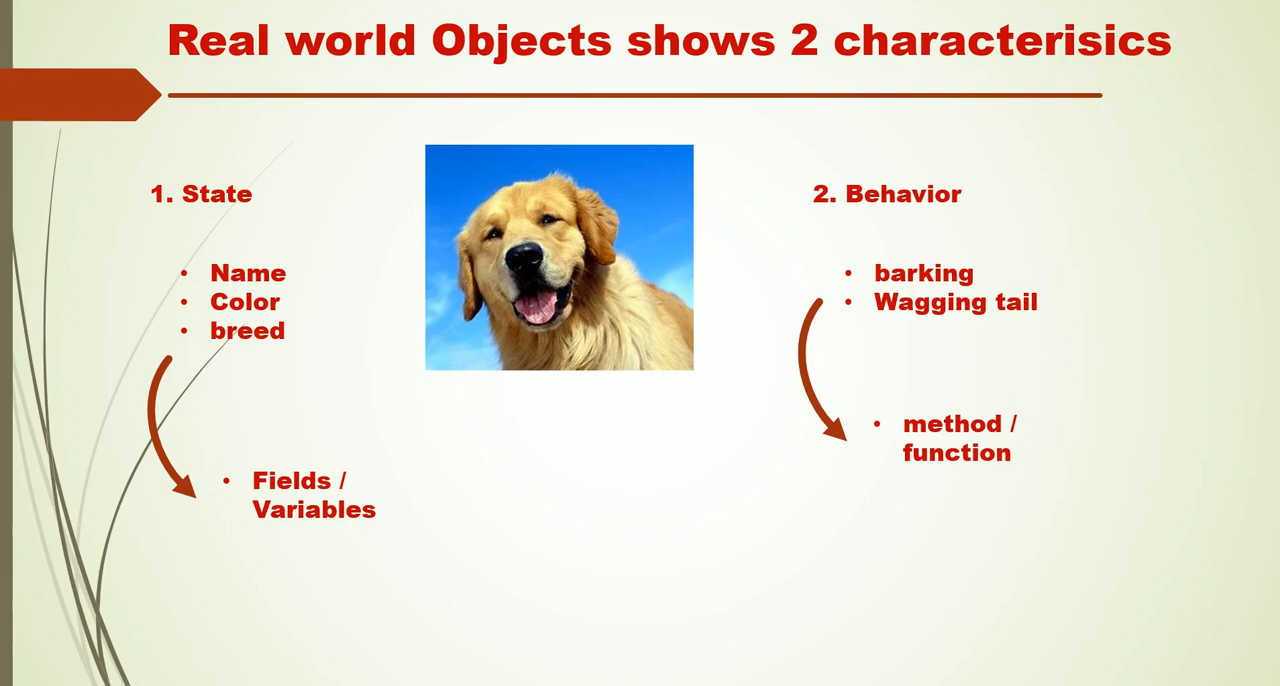 Real world Objects shows 2 characterisics
1. State
• Name
• Color
• breed
• Fields /
Variables
2. Behavior
• barking
• Wagging tail
• method /
function